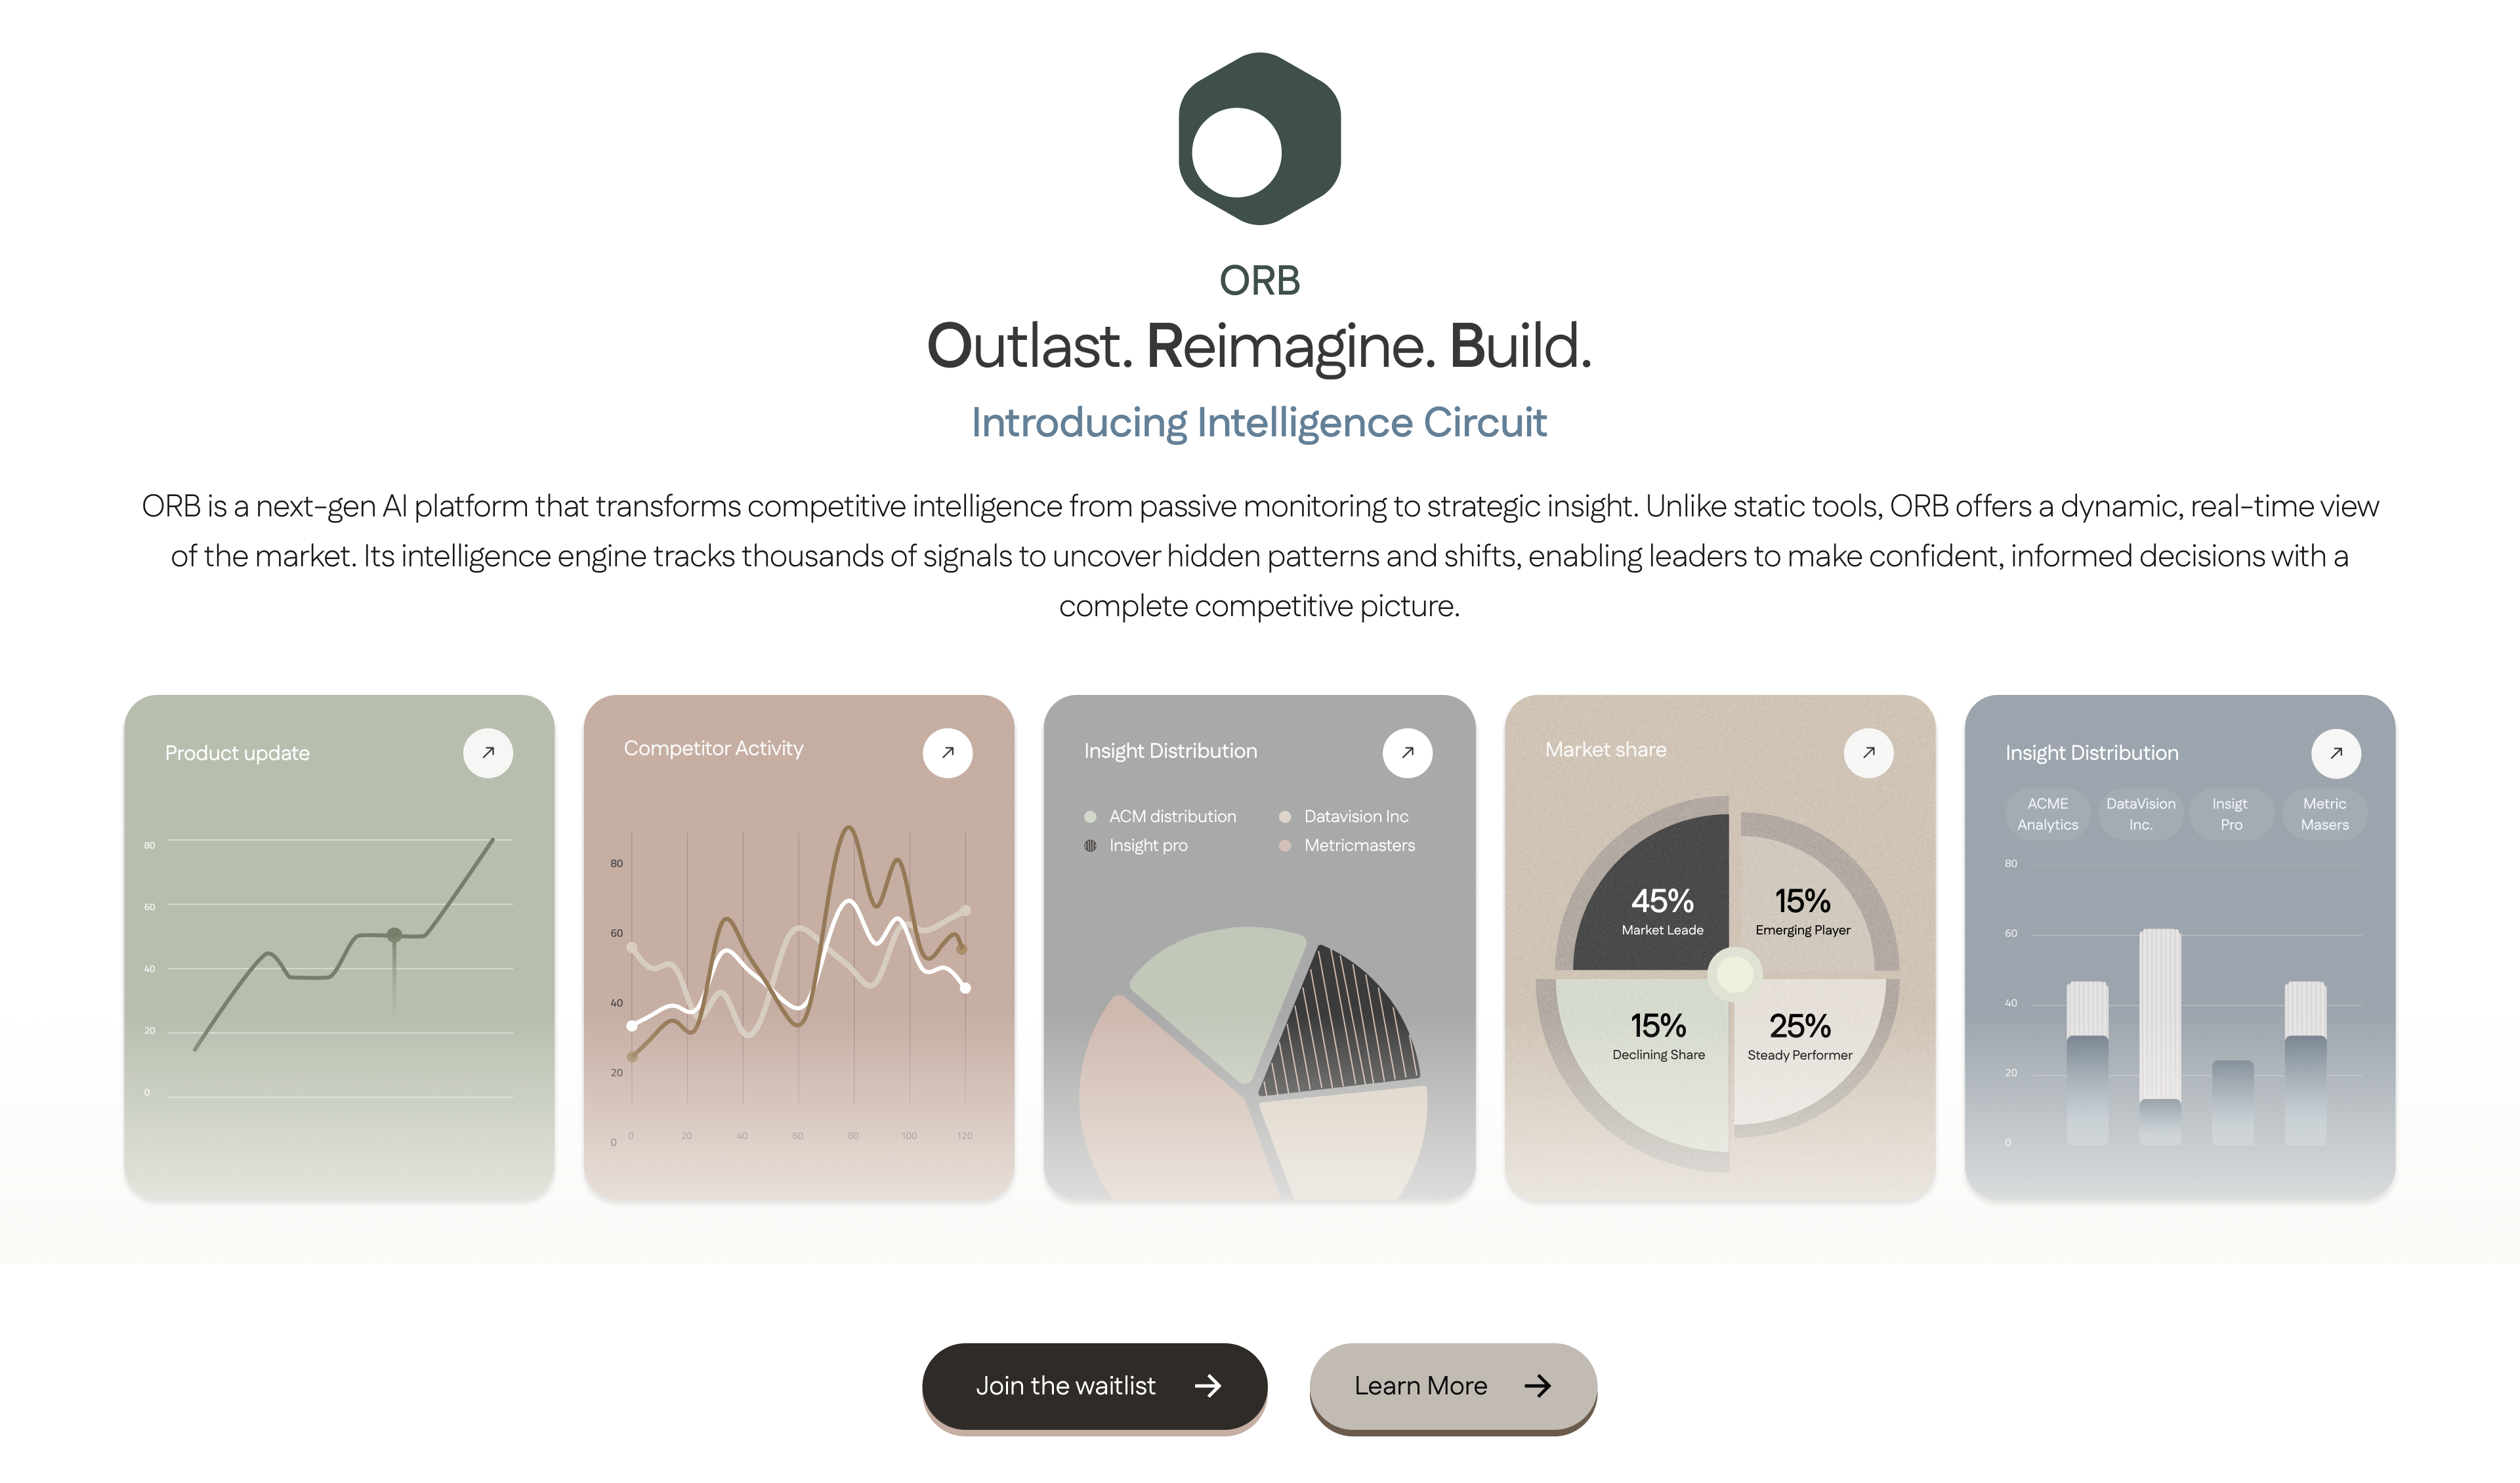 ORB
Outlast. Reimagine. Build.
Introducing Intelligence Circuit
ORB is a next-gen AI platform that transforms competitive intelligence from passive monitoring to strategic insight. Unlike static tools, ORB offers a dynamic, real-time view
of the market. Its intelligence engine tracks thousands of signals to uncover hidden patterns and shifts, enabling leaders to make confident, informed decisions with a
complete competitive picture.
Product update
80
60
40
20
0
Competitor Activity
80
60
40
20
0
0 20 40 60 80 100 120
Insight Distribution
ACM distribution
Datavision Inc
Insight pro
Metricmasters
Market share
45%
Market Leade
15%
Emerging Player
15%
Declining Share
25%
Steady Performer
Insight Distribution
ACME
Analytics
DataVision
Inc.
Insigt
Pro
Metric
Masers
80
60
40
20
0
Join the waitlist
Learn More